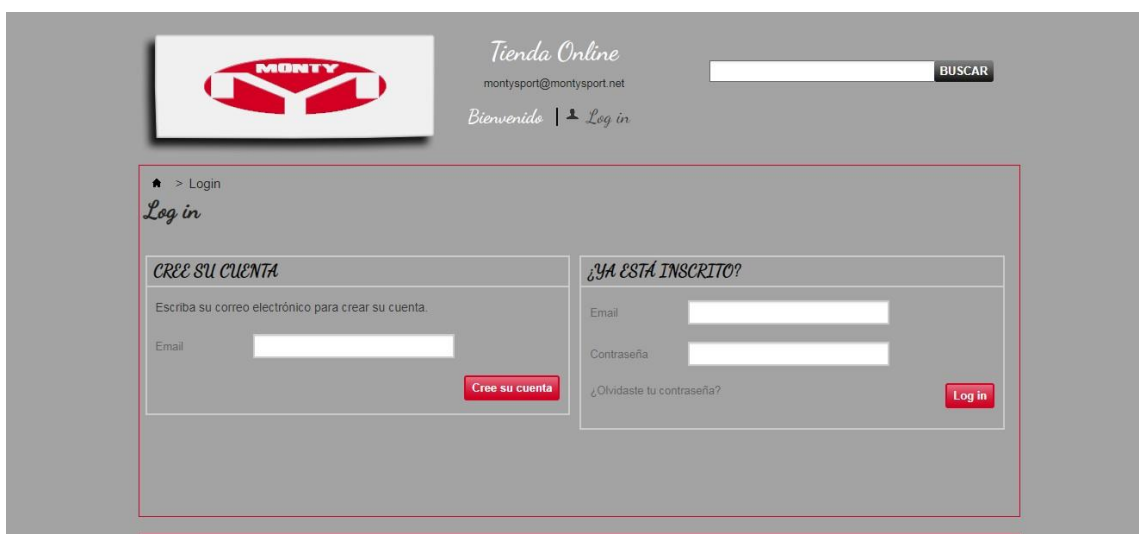 MONTY
Tienda Online
montysport@montysport.net
BUSCAR
Bienvenido
Log in
> Login
Log in
CREE SU CUENTA
Escriba su correo electrónico para crear su cuenta.
Email
Cree su cuenta
¿YA ESTÁ INSCRITO?
Email
Contraseña
¿Olvidaste tu contraseña?
Log in